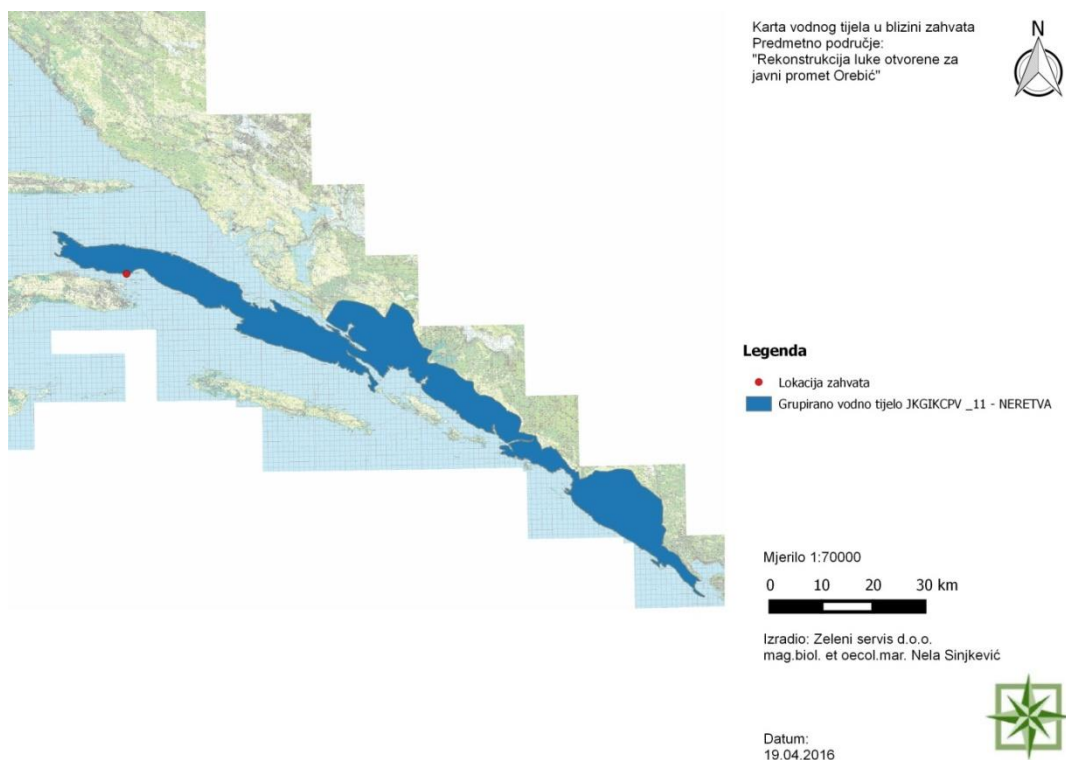 Karta vodnog tijela u blizini zahvata
Predmetno područje:
"Rekonstrukcija luke otvorene za
javni promet Orebić"
N
Legenda
Lokacija zahvata
Grupirano vodno tijelo JKGIKCPV _11 - NERETVA
Mjerilo 1:70000
0 10 20 30 km
Izradio: Zeleni servis d.o.o.
mag.biol. et oecol.mar. Nela Sinjkević
Datum:
19.04.2016